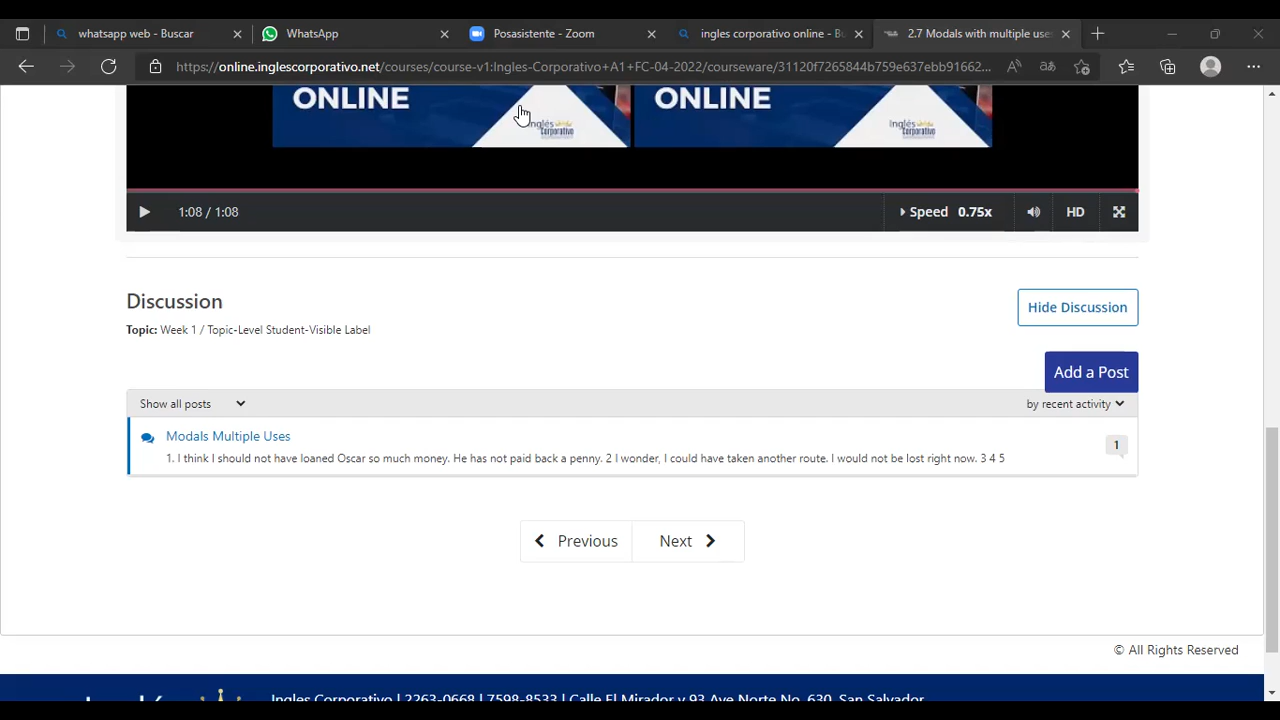 whatsapp web - Buscar
WhatsApp
Posasistente - Zoom
ingles corporativo online - Bu
2.7 Modals with multiple uses
https://online.inglescorporativo.net/courses/course-v1:Ingles-Corporativo+A1+FC-04-2022/courseware/31120f7265844b759e637ebb91662...
ONLINE
Inglés Corporativo
ONLINE
Inglés Corporativo
1:08 / 1:08
Speed 0.75x
HD
Discussion
Hide Discussion
Topic: Week 1 / Topic-Level Student-Visible Label
Add a Post
Show all posts
by recent activity
Modals Multiple Uses
1
1. I think I should not have loaned Oscar so much money. He has not paid back a penny. 2 I wonder, I could have taken another route. I would not be lost right now. 3 4 5
Previous
Next
© All Rights Reserved
Ingles Corporativo | 2263-0668 | 7598-8533 | Calle El Mirador y 93 Ave Norte No. 630, San Salvador